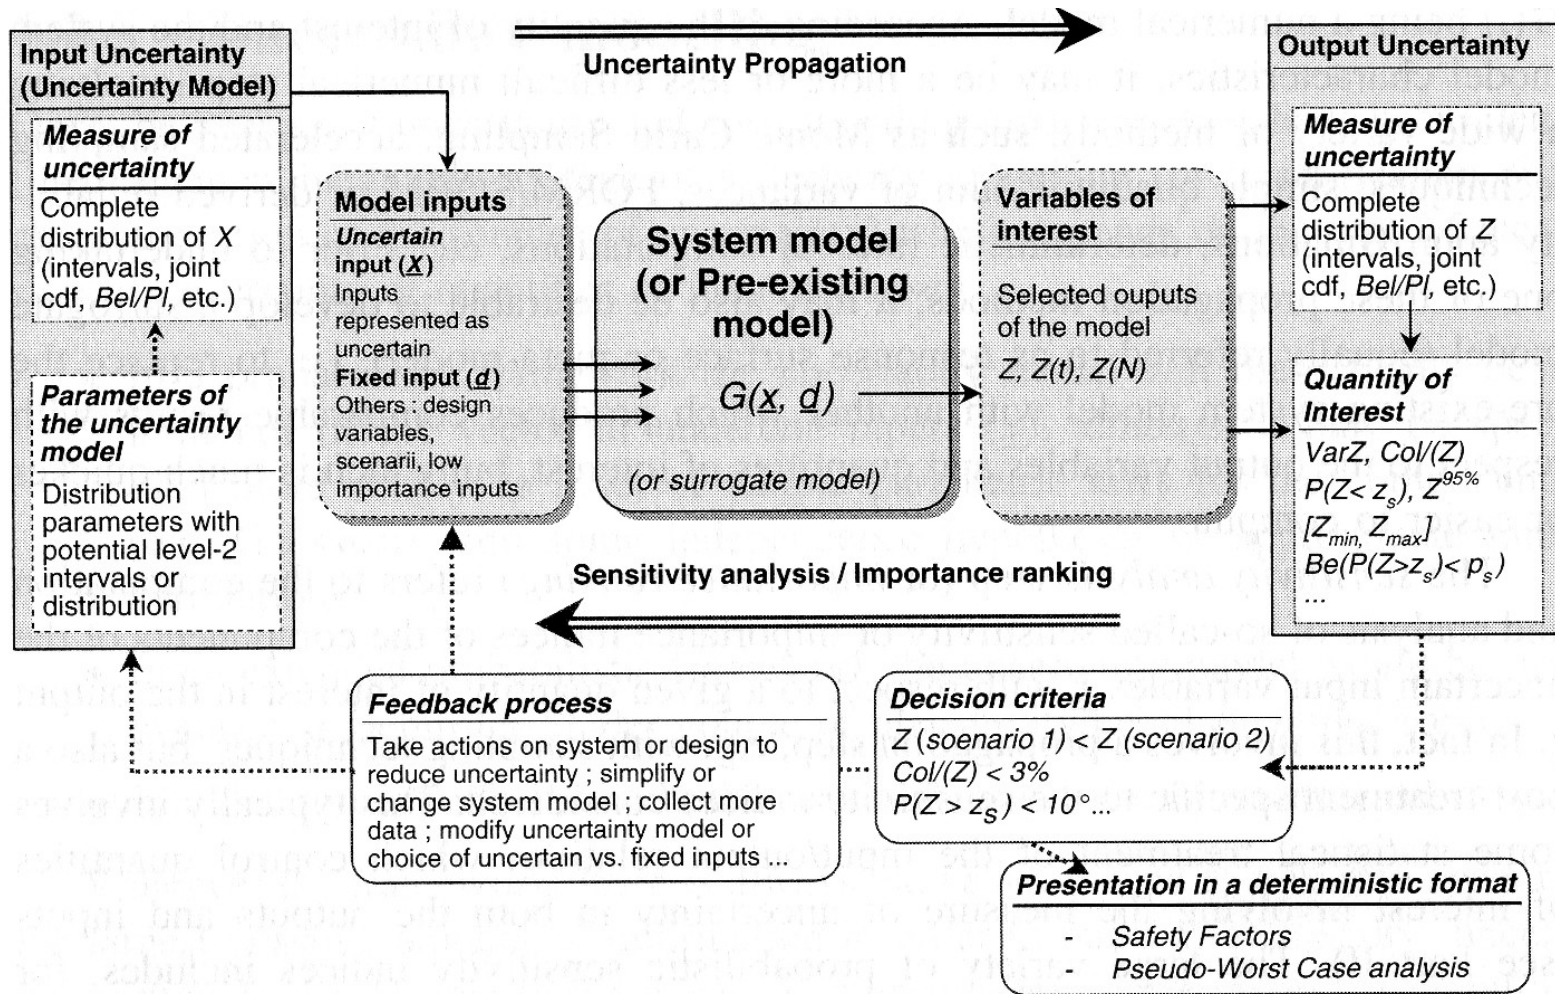 Uncertainty Propagation
Input Uncertainty
(Uncertainty Model)
Measure of
uncertainty
Complete
distribution of X
(intervals, joint
cdf, Bel/Pl, etc.)
Parameters of
the uncertainty
model
Distribution
parameters with
potential level-2
intervals or
distribution
Model inputs
Uncertain
input (X)
Inputs
represented as
uncertain
Fixed input (d)
Others : design
variables,
scenarii, low
importance inputs
System model
(or Pre-existing
model)
G(x, d)
(or surrogate model)
Variables of
interest
Selected ouputs
of the model
Z, Z(t), Z(N)
Output Uncertainty
Measure of
uncertainty
Complete
distribution of Z
(intervals, joint
cdf, Bel/Pl, etc.)
Quantity of
Interest
VarZ, Col/(Z)
P(Z< zs), Z95%
[Zmin, Zmax]
Be(P(Z>zs)< ps)
...
Sensitivity analysis / Importance ranking
Feedback process
Take actions on system or design to
reduce uncertainty ; simplify or
change system model ; collect more
data ; modify uncertainty model or
choice of uncertain vs. fixed inputs ...
Decision criteria
Z (soenario 1) < Z (scenario 2)
Col/(Z) < 3%
P(Z > zs) < 10° ...
Presentation in a deterministic format
- Safety Factors
- Pseudo-Worst Case analysis